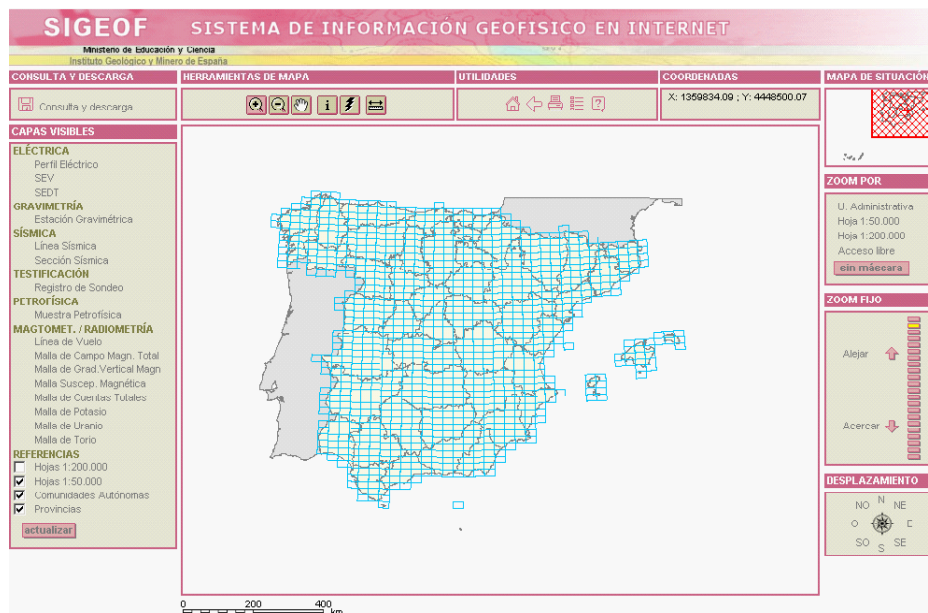 SIGEOF SISTEMA DE INFORMACIÓN GEOFISICO EN INTERNET
Ministerio de Educación y Ciencia
Instituto Geológico y Minero de España
CONSULTA Y DESCARGA
Consulta y descarga
HERRAMIENTAS DE MAPA
UTILIDADES
COORDENADAS
X: 1359834.09 ; Y: 4448500.07
MAPA DE SITUACIÓN
CAPAS VISIBLES
ELÉCTRICA
Perfil Eléctrico
SEV
SEDT
GRAVIMETRÍA
Estación Gravimétrica
SÍSMICA
Línea Sísmica
Sección Sísmica
TESTIFICACIÓN
Registro de Sondeo
PETROFÍSICA
Muestra Petrofísica
MAGTOMET. / RADIOMETRÍA
Línea de Vuelo
Malla de Campo Magn. Total
Malla de Grad.Vertical Magn
Malla Suscep. Magnética
Malla de Cuentas Totales
Malla de Potasio
Malla de Uranio
Malla de Torio
REFERENCIAS
Hojas 1:200.000
Hojas 1:50.000
Comunidades Autónomas
Provincias
actualizar
ZOOM POR
U. Administrativa
Hoja 1:50.000
Hoja 1:200.000
Acceso libre
sin máscara
ZOOM FIJO
Alejar
Acercar
DESPLAZAMIENTO
NO N NE
O E
SO S SE
0 200 400
km